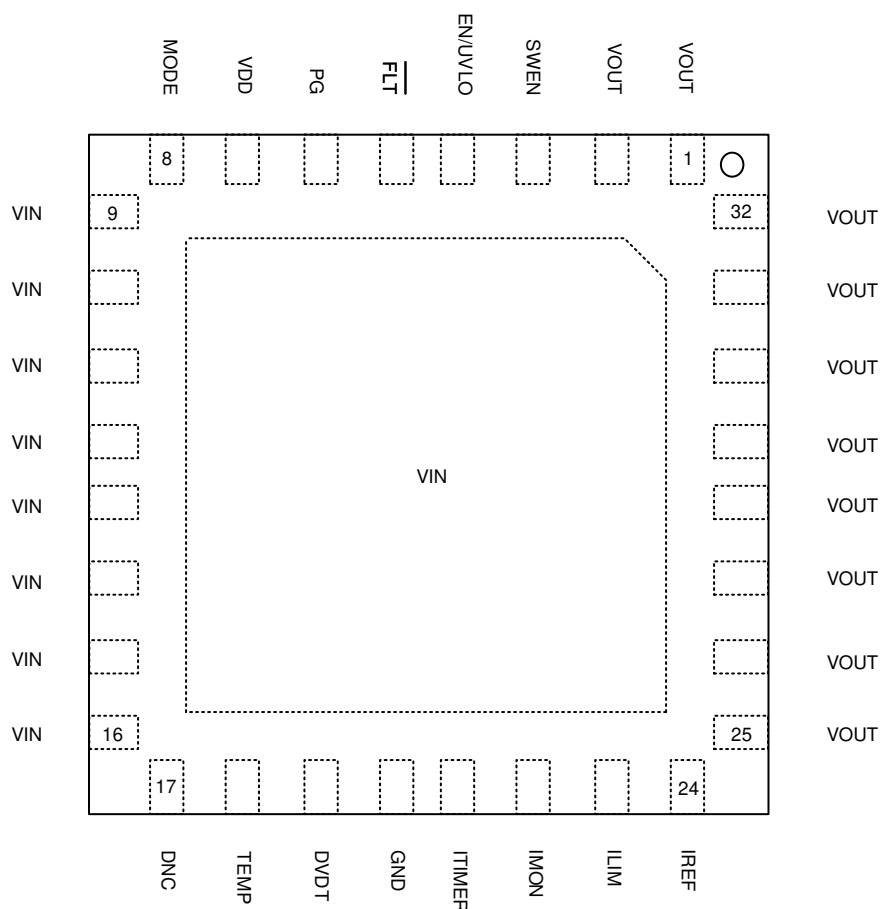 MODE VDD PG FLT EN/UVLO SWEN VOUT VOUT
8 1
VIN 9 32 VOUT
VIN VOUT
VIN VOUT
VIN VOUT
VIN
VIN VOUT
VIN VOUT
VIN VOUT
VIN 16 25 VOUT
17 24
DNC TEMP DVDT GND ITIMER IMON ILIM IREF